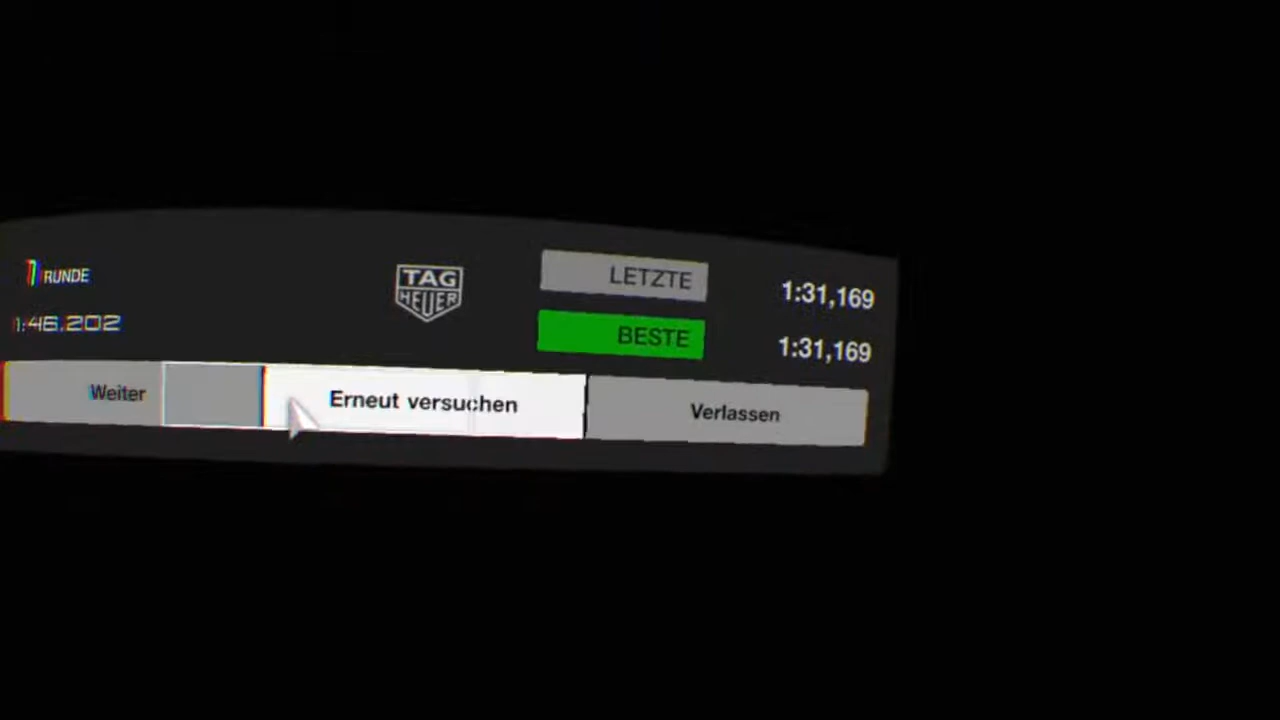 RUNDE
1:46.202
TAG
HEUER
LETZTE 1:31,169
BESTE 1:31,169
Weiter Erneut versuchen Verlassen